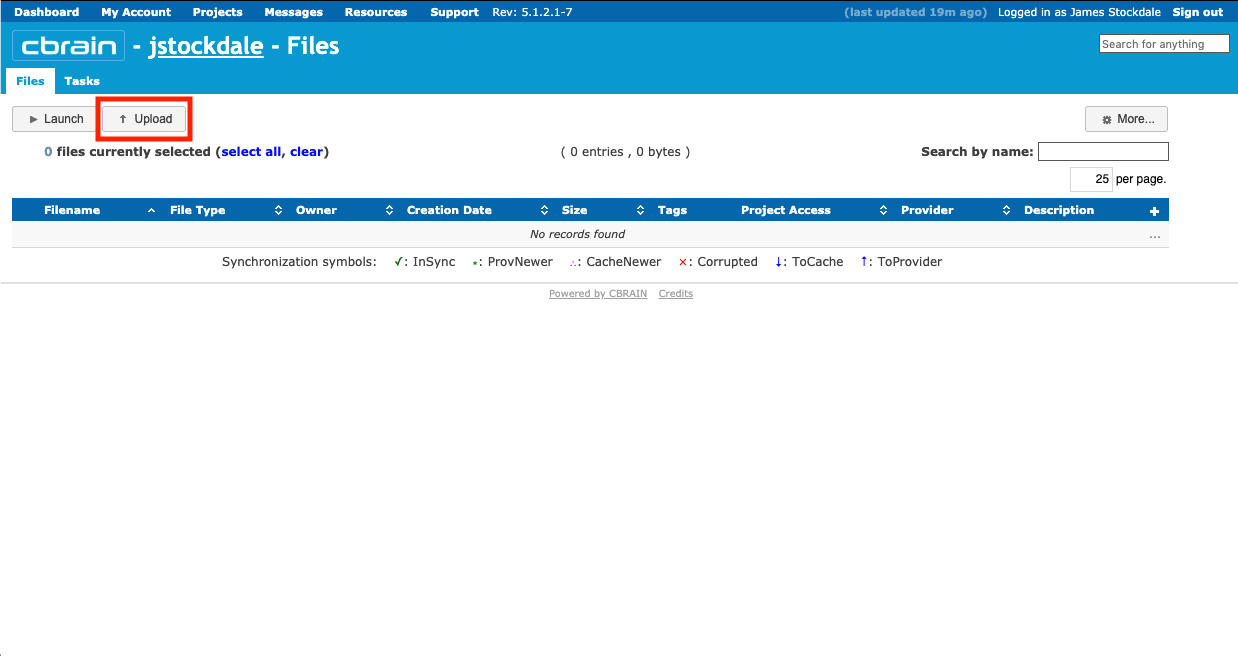 Dashboard My Account Projects Messages Resources Support Rev: 5.1.2.1-7 (last updated 19m ago) Logged in as James Stockdale Sign out
cbrain - jstockdale - Files Search for anything
Files Tasks
▶ Launch ↑ Upload ✱ More...
0 files currently selected (select all, clear) ( 0 entries , 0 bytes ) Search by name:
25 per page.
Filename File Type Owner Creation Date Size Tags Project Access Provider Description +
No records found ...
Synchronization symbols: ✓: InSync *: ProvNewer ∴: CacheNewer ×: Corrupted ↓: ToCache ↑: ToProvider
Powered by CBRAIN Credits